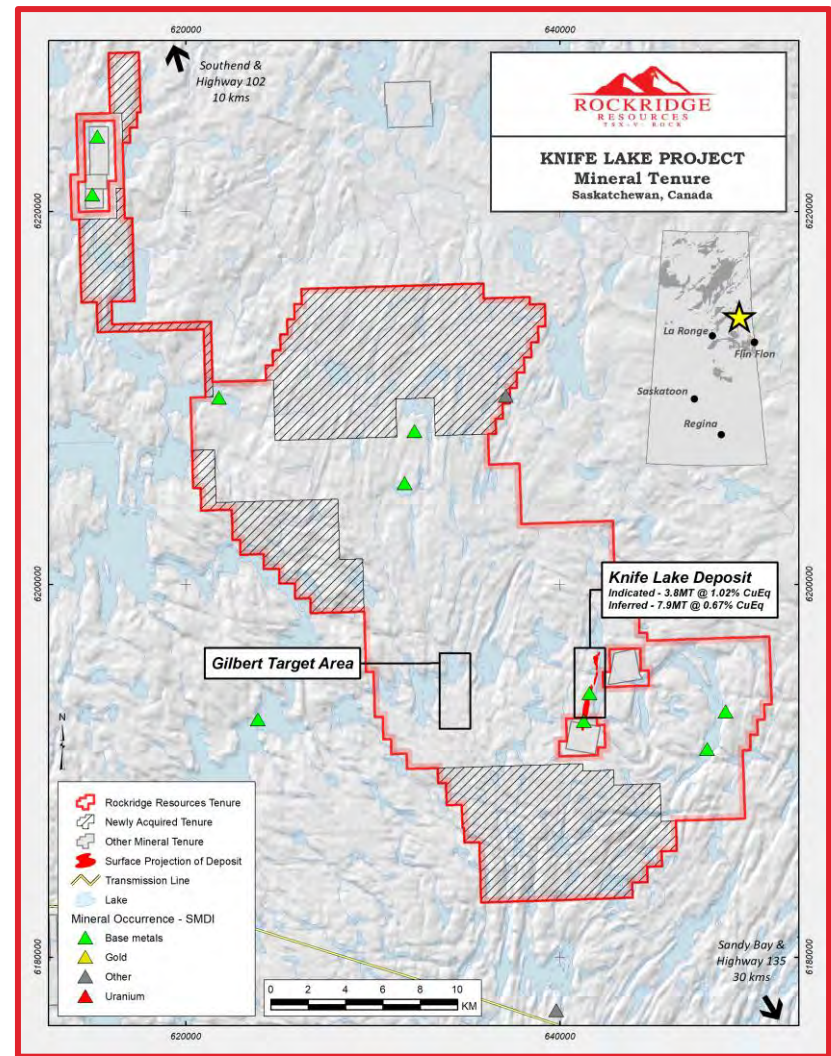 620000
640000
Southend &
Highway 102
10 kms
ROCKRIDGE
RESOURCES
TSX-V: ROCK
KNIFE LAKE PROJECT
Mineral Tenure
Saskatchewan, Canada
6220000
6220000
La Ronge
Flin Flon
Saskatoon
Regina
6200000
6200000
Knife Lake Deposit
Indicated - 3.8MT @ 1.02% CuEq
Inferred - 7.9MT @ 0.67% CuEq
Gilbert Target Area
N
Rockridge Resources Tenure
Newly Acquired Tenure
Other Mineral Tenure
Surface Projection of Deposit
Transmission Line
Lake
Mineral Occurrence - SMDI
Base metals
Gold
Other
Uranium
Sandy Bay &
Highway 135
30 kms
6180000
6180000
0 2 4 6 8 10
KM
620000
640000